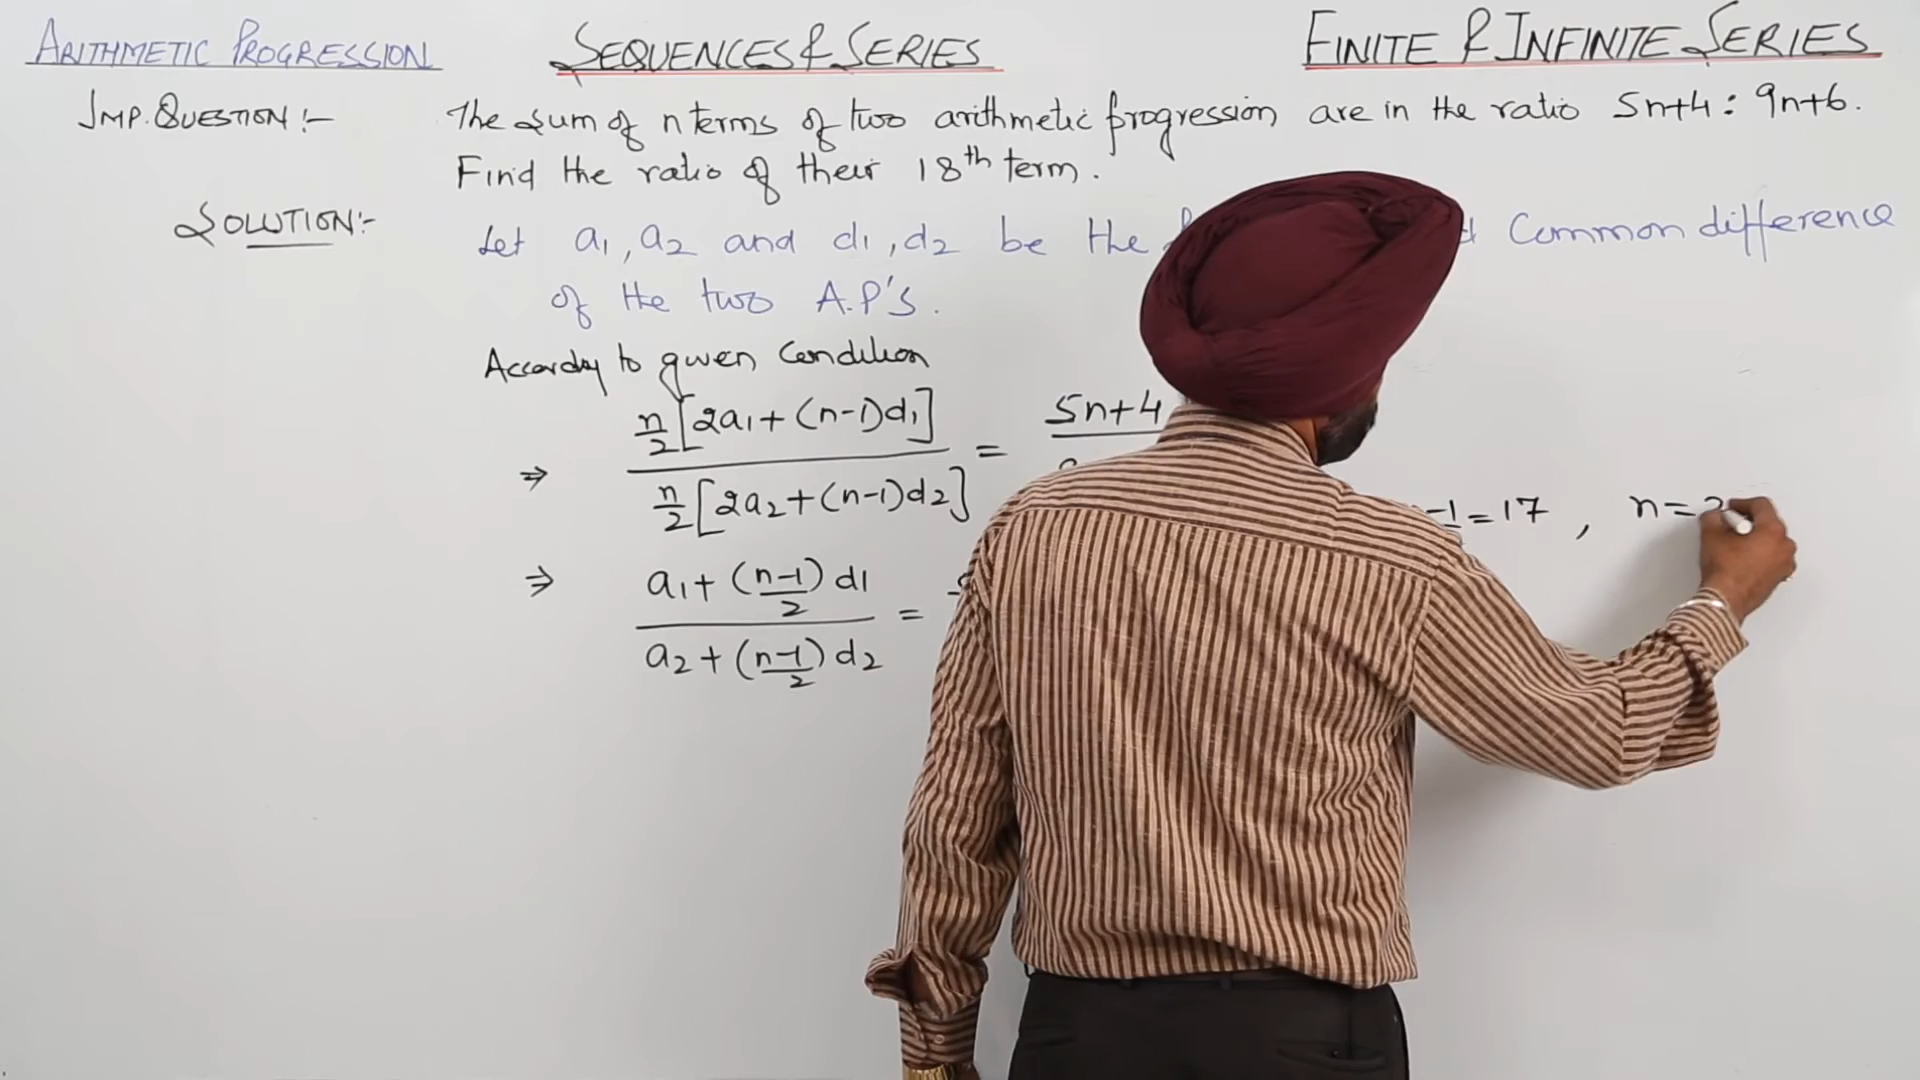 ARITHMETIC PROGRESSION
SEQUENCES & SERIES
FINITE & INFINITE SERIES
IMP. QUESTION :-
The sum of n terms of two arithmetic progression are in the ratio 5n+4 : 9n+6.
Find the ratio of their 18th term.
SOLUTION:-
Let a1, a2 and d1, d2 be the Common difference
of the two A.P'S.
According to given Condition
⇒ n/2 [2a1 + (n-1)d1] / n/2 [2a2 + (n-1)d2] = 5n+4
-1 = 17, n=
⇒ a1 + (n-1/2) d1 / a2 + (n-1/2) d2 =